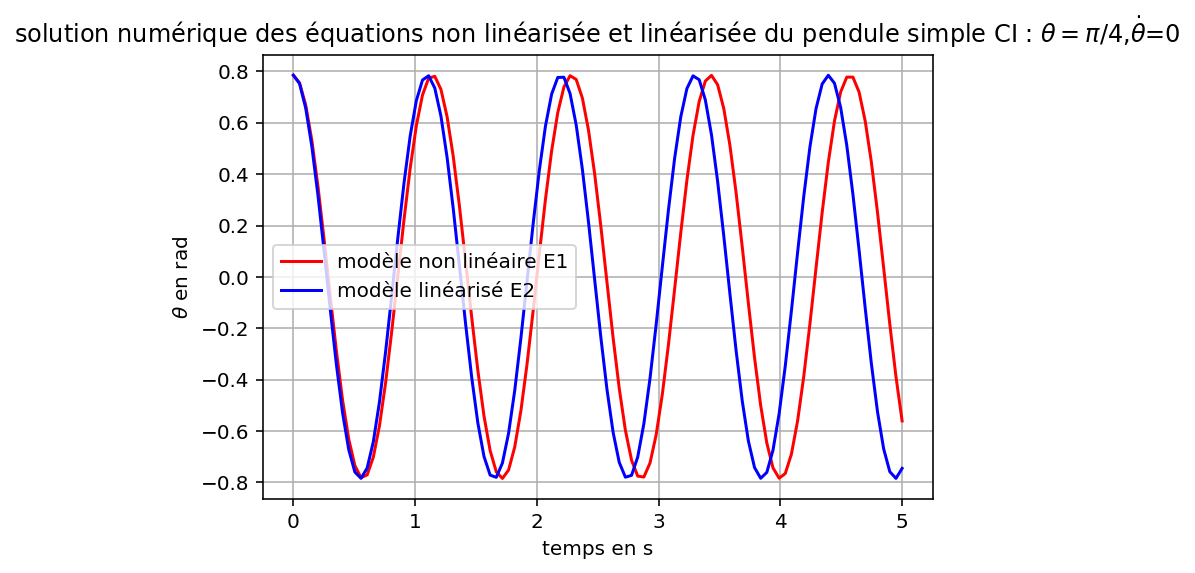 solution numérique des équations non linéarisée et linéarisée du pendule simple CI : θ = π/4,θ̇=0
0.8
0.6
0.4
0.2
0.0
−0.2
−0.4
−0.6
−0.8
θ en rad
modèle non linéaire E1
modèle linéarisé E2
0 1 2 3 4 5
temps en s